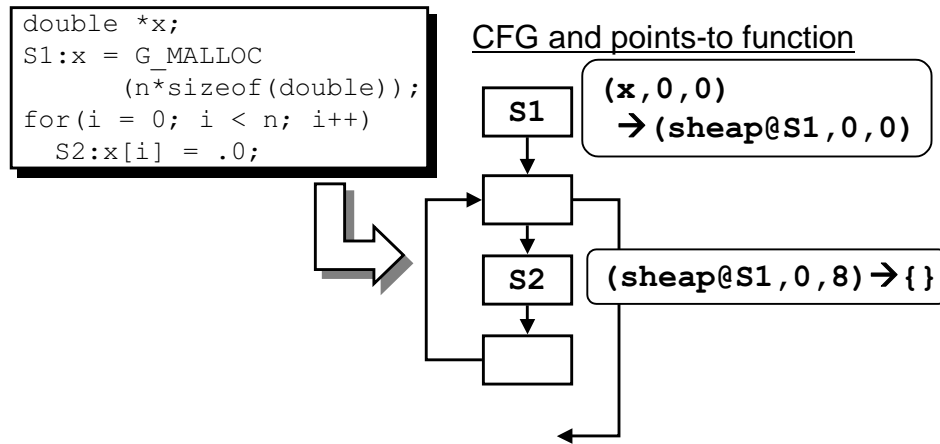 double *x;
S1:x = G_MALLOC
(n*sizeof(double));
for(i = 0; i < n; i++)
S2:x[i] = .0;
CFG and points-to function
S1
(x,0,0)
→(sheap@S1,0,0)
S2
(sheap@S1,0,8)→{}